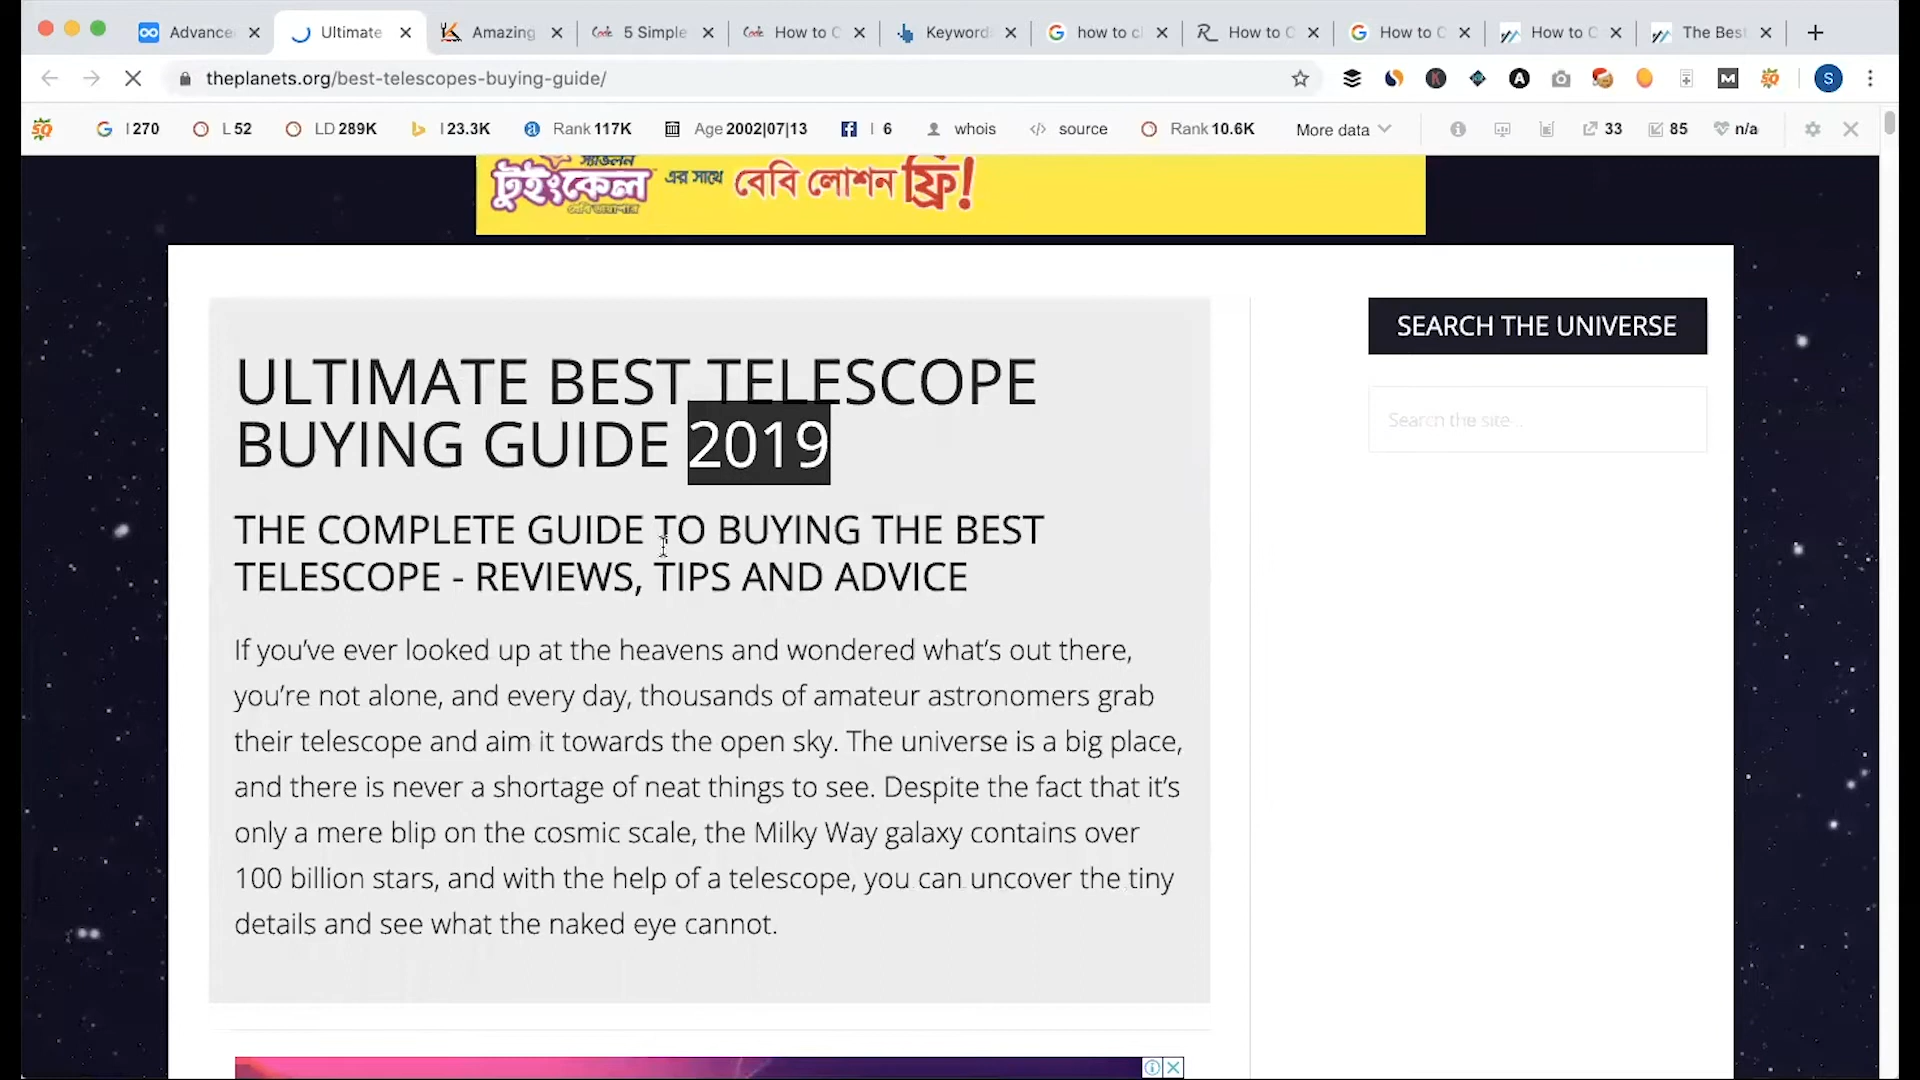 Advance
Ultimate
Amazing
5 Simple
How to C
Keyword
how to cl
How to C
How to C
How to C
The Bes
theplanets.org/best-telescopes-buying-guide/
S
I 270
L 52
LD 289K
I 23.3K
Rank 117K
Age 2002|07|13
I 6
whois
source
Rank 10.6K
More data
33
85
n/a
স্যাভলন
টুইংকেল
এর সাথে
বেবি লোশন ফ্রি!
ULTIMATE BEST TELESCOPE
BUYING GUIDE 2019
THE COMPLETE GUIDE TO BUYING THE BEST
TELESCOPE - REVIEWS, TIPS AND ADVICE
If you’ve ever looked up at the heavens and wondered what’s out there,
you’re not alone, and every day, thousands of amateur astronomers grab
their telescope and aim it towards the open sky. The universe is a big place,
and there is never a shortage of neat things to see. Despite the fact that it’s
only a mere blip on the cosmic scale, the Milky Way galaxy contains over
100 billion stars, and with the help of a telescope, you can uncover the tiny
details and see what the naked eye cannot.
SEARCH THE UNIVERSE
Search the site...